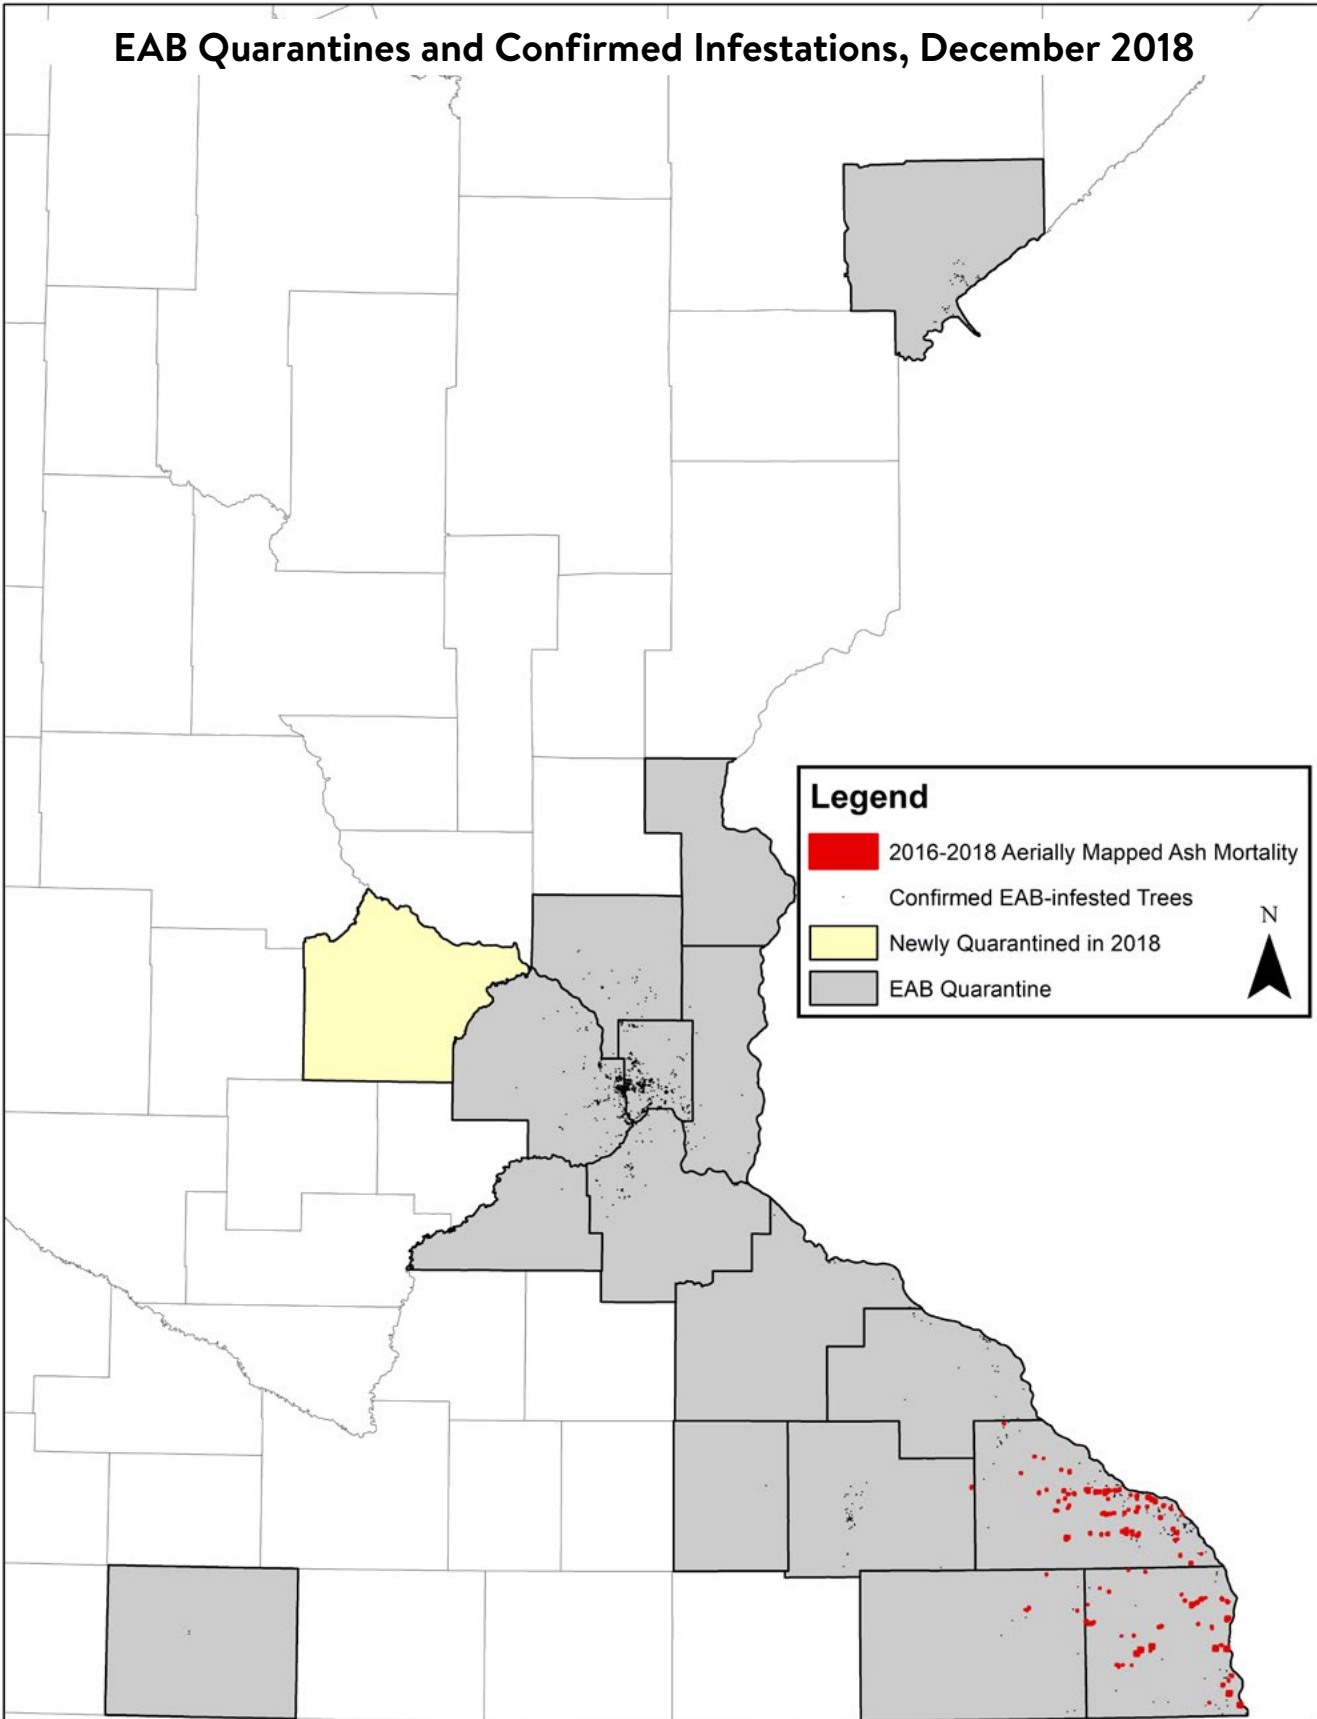 EAB Quarantines and Confirmed Infestations, December 2018
Legend
2016-2018 Aerially Mapped Ash Mortality
Confirmed EAB-infested Trees
Newly Quarantined in 2018
EAB Quarantine
N